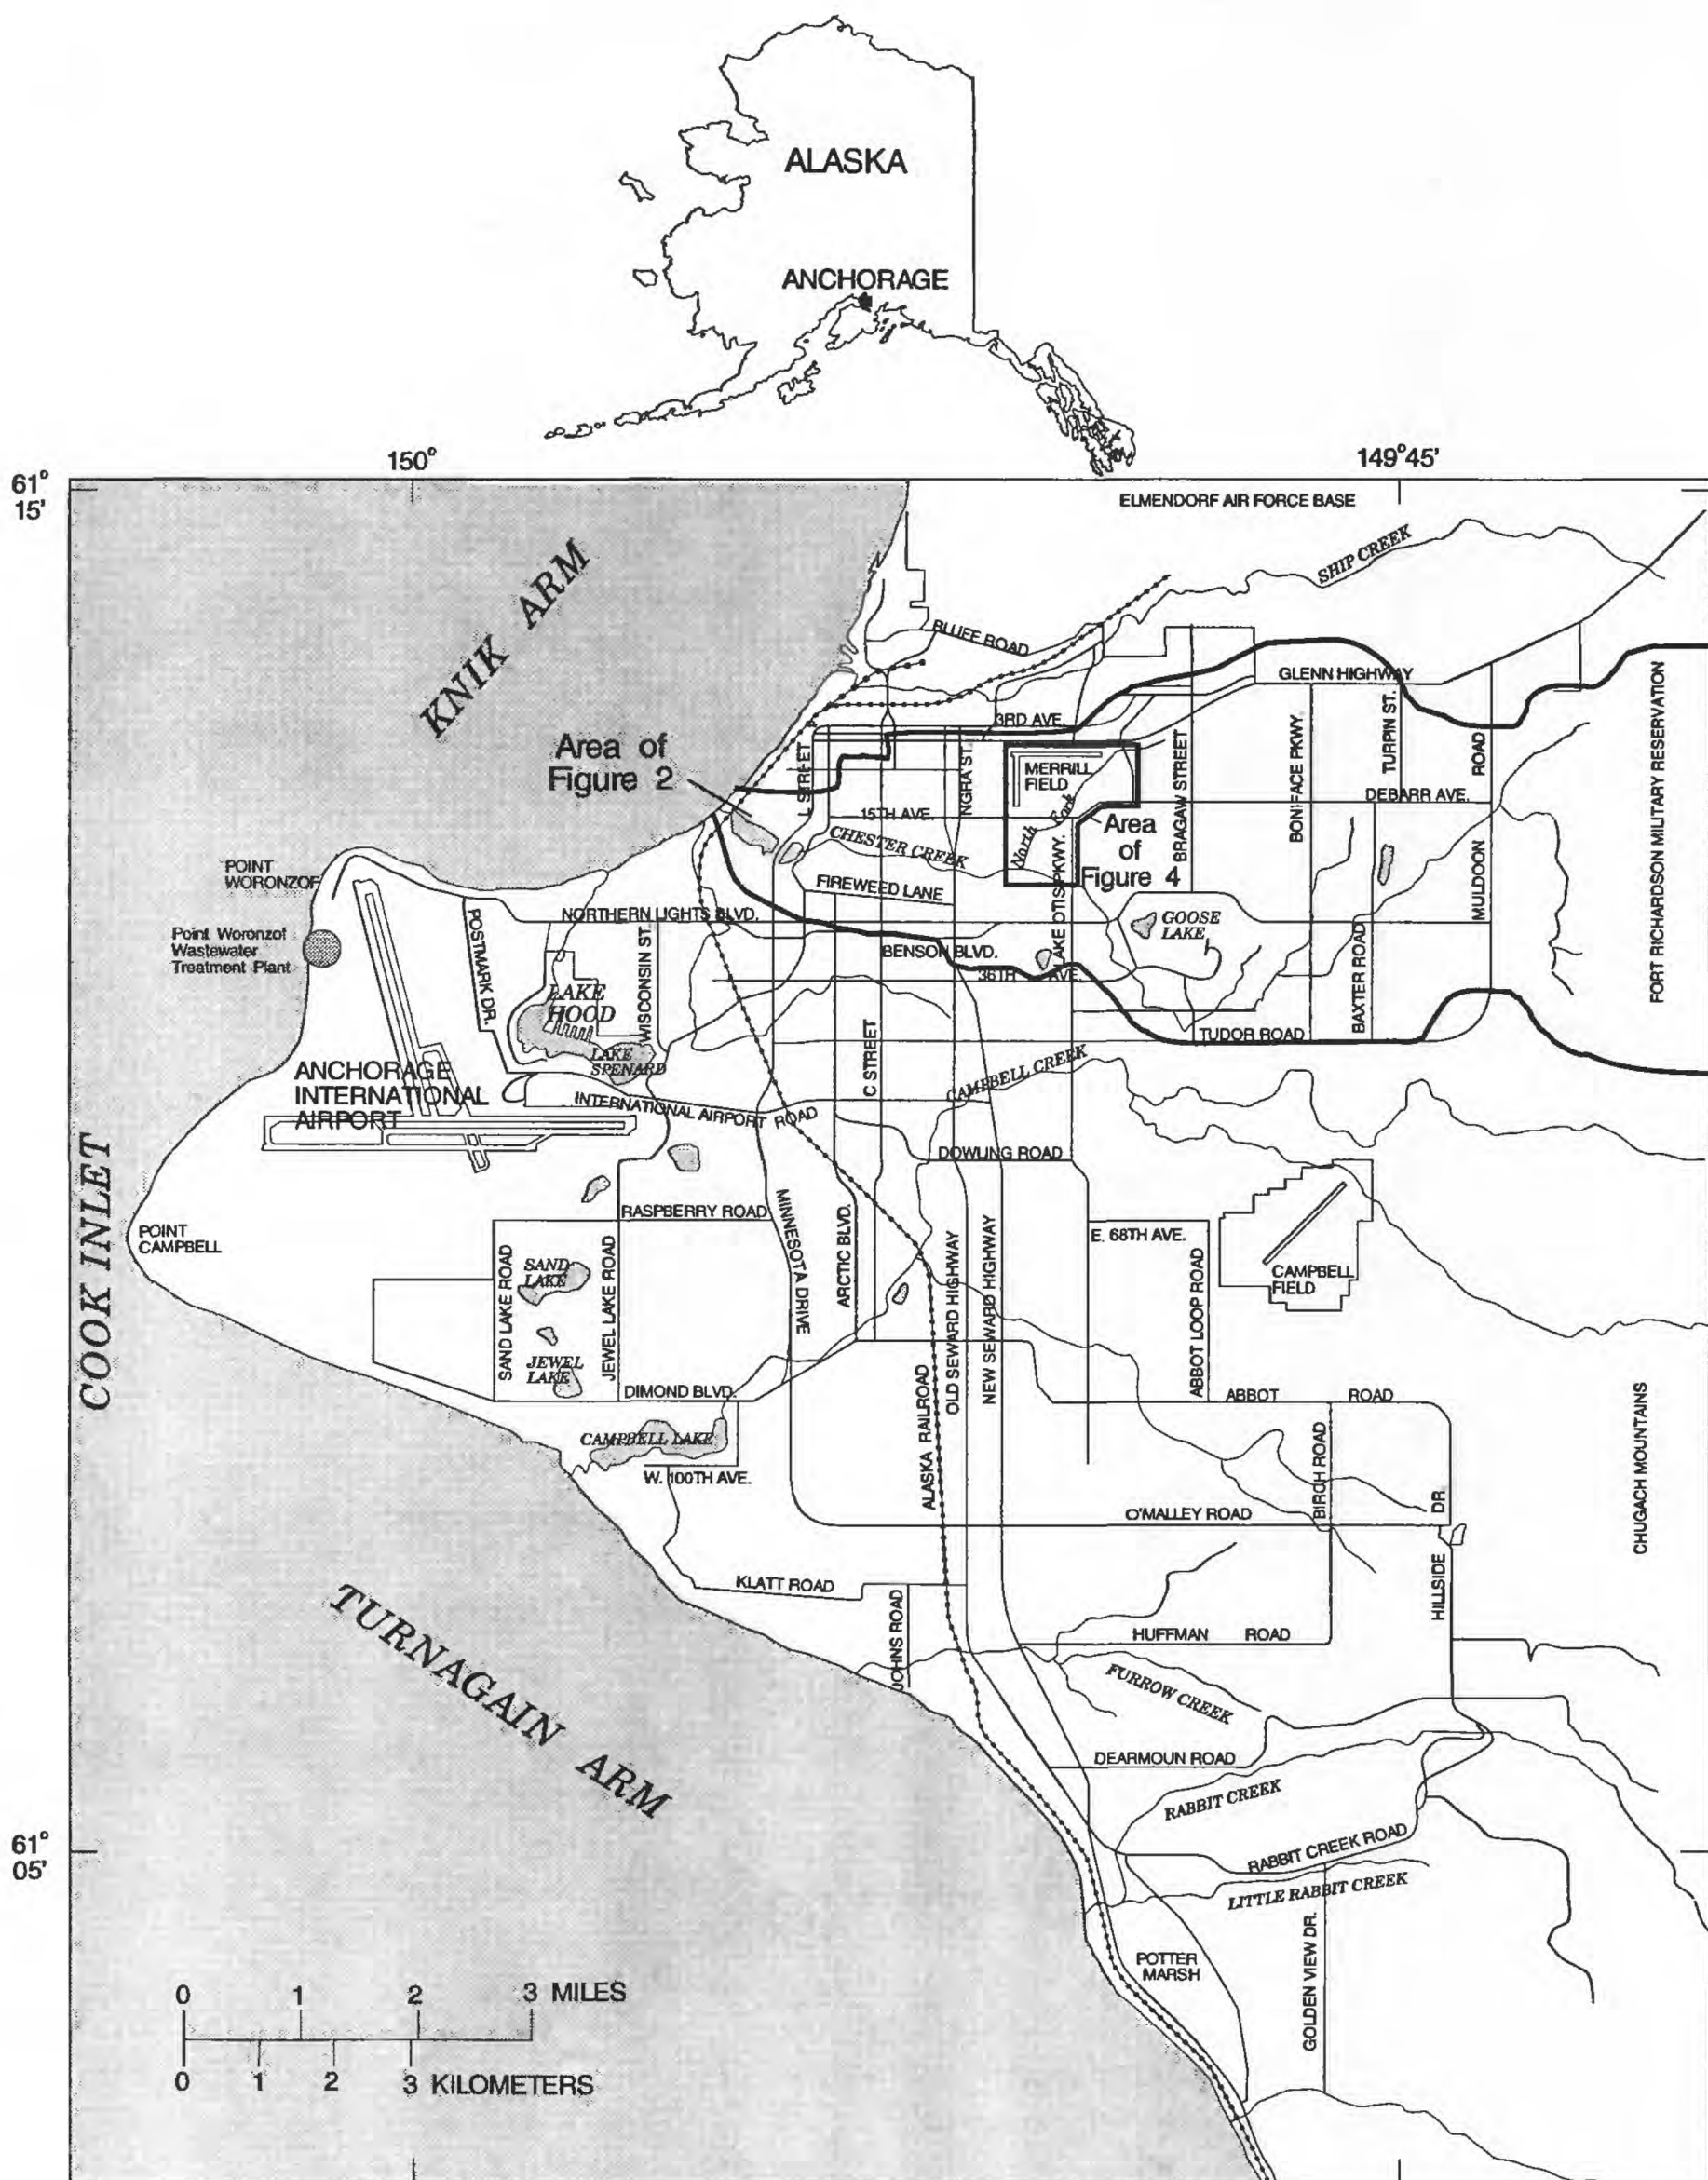 ALASKA
ANCHORAGE
150°
149°45'
61°
15'
ELMENDORF AIR FORCE BASE
SHIP CREEK
KNIK ARM
BLUFF ROAD
GLENN HIGHWAY
3RD AVE.
Area of
Figure 2
L STREET
INGRA ST.
MERRILL
FIELD
BRAGAW STREET
BONIFACE PKWY.
TURPIN ST.
MULDOON
ROAD
FORT RICHARDSON MILITARY RESERVATION
DEBARR AVE.
15TH AVE.
North Fork
CHESTER CREEK
Area
of
Figure 4
LAKE OTIS PKWY.
POINT
WORONZOF
FIREWEED LANE
NORTHERN LIGHTS BLVD.
GOOSE
LAKE
Point Woronzof
Wastewater
Treatment Plant
POSTMARK DR.
WISCONSIN ST.
BENSON BLVD.
36TH AVE.
BAXTER ROAD
LAKE
HOOD
LAKE
SPENARD
TUDOR ROAD
C STREET
CAMPBELL CREEK
ANCHORAGE
INTERNATIONAL
AIRPORT
INTERNATIONAL AIRPORT ROAD
DOWLING ROAD
COOK INLET
POINT
CAMPBELL
RASPBERRY ROAD
MINNESOTA DRIVE
ARCTIC BLVD.
OLD SEWARD HIGHWAY
NEW SEWARD HIGHWAY
E. 68TH AVE.
ABBOT LOOP ROAD
CAMPBELL
FIELD
SAND LAKE ROAD
SAND
LAKE
JEWEL LAKE ROAD
JEWEL
LAKE
DIMOND BLVD.
ALASKA RAILROAD
ABBOT ROAD
CAMPBELL LAKE
W. 100TH AVE.
BIRCH ROAD
O'MALLEY ROAD
HILLSIDE DR.
CHUGACH MOUNTAINS
KLATT ROAD
JOHNS ROAD
HUFFMAN ROAD
TURNAGAIN ARM
FURROW CREEK
DEARMOUN ROAD
RABBIT CREEK
61°
05'
RABBIT CREEK ROAD
LITTLE RABBIT CREEK
GOLDEN VIEW DR.
POTTER
MARSH
0 1 2 3 MILES
0 1 2 3 KILOMETERS